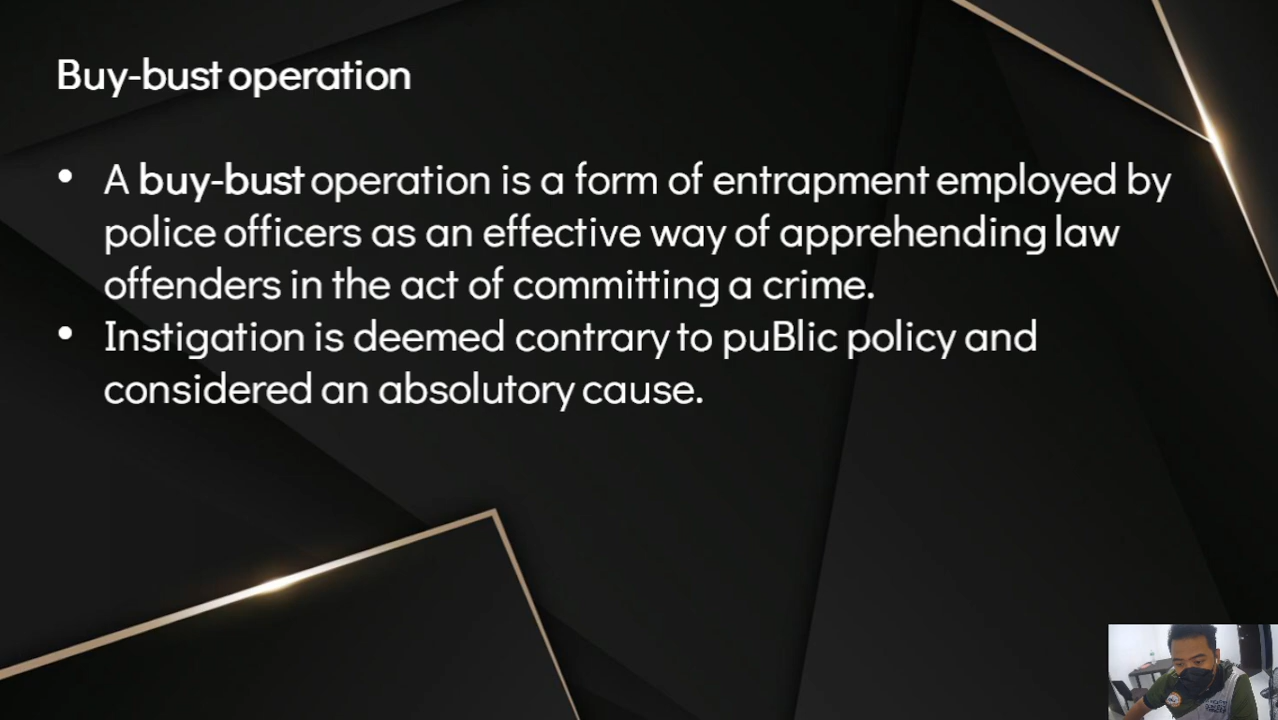 Buy-bust operation
• A buy-bust operation is a form of entrapment employed by
police officers as an effective way of apprehending law
offenders in the act of committing a crime.
• Instigation is deemed contrary to puBlic policy and
considered an absolutory cause.